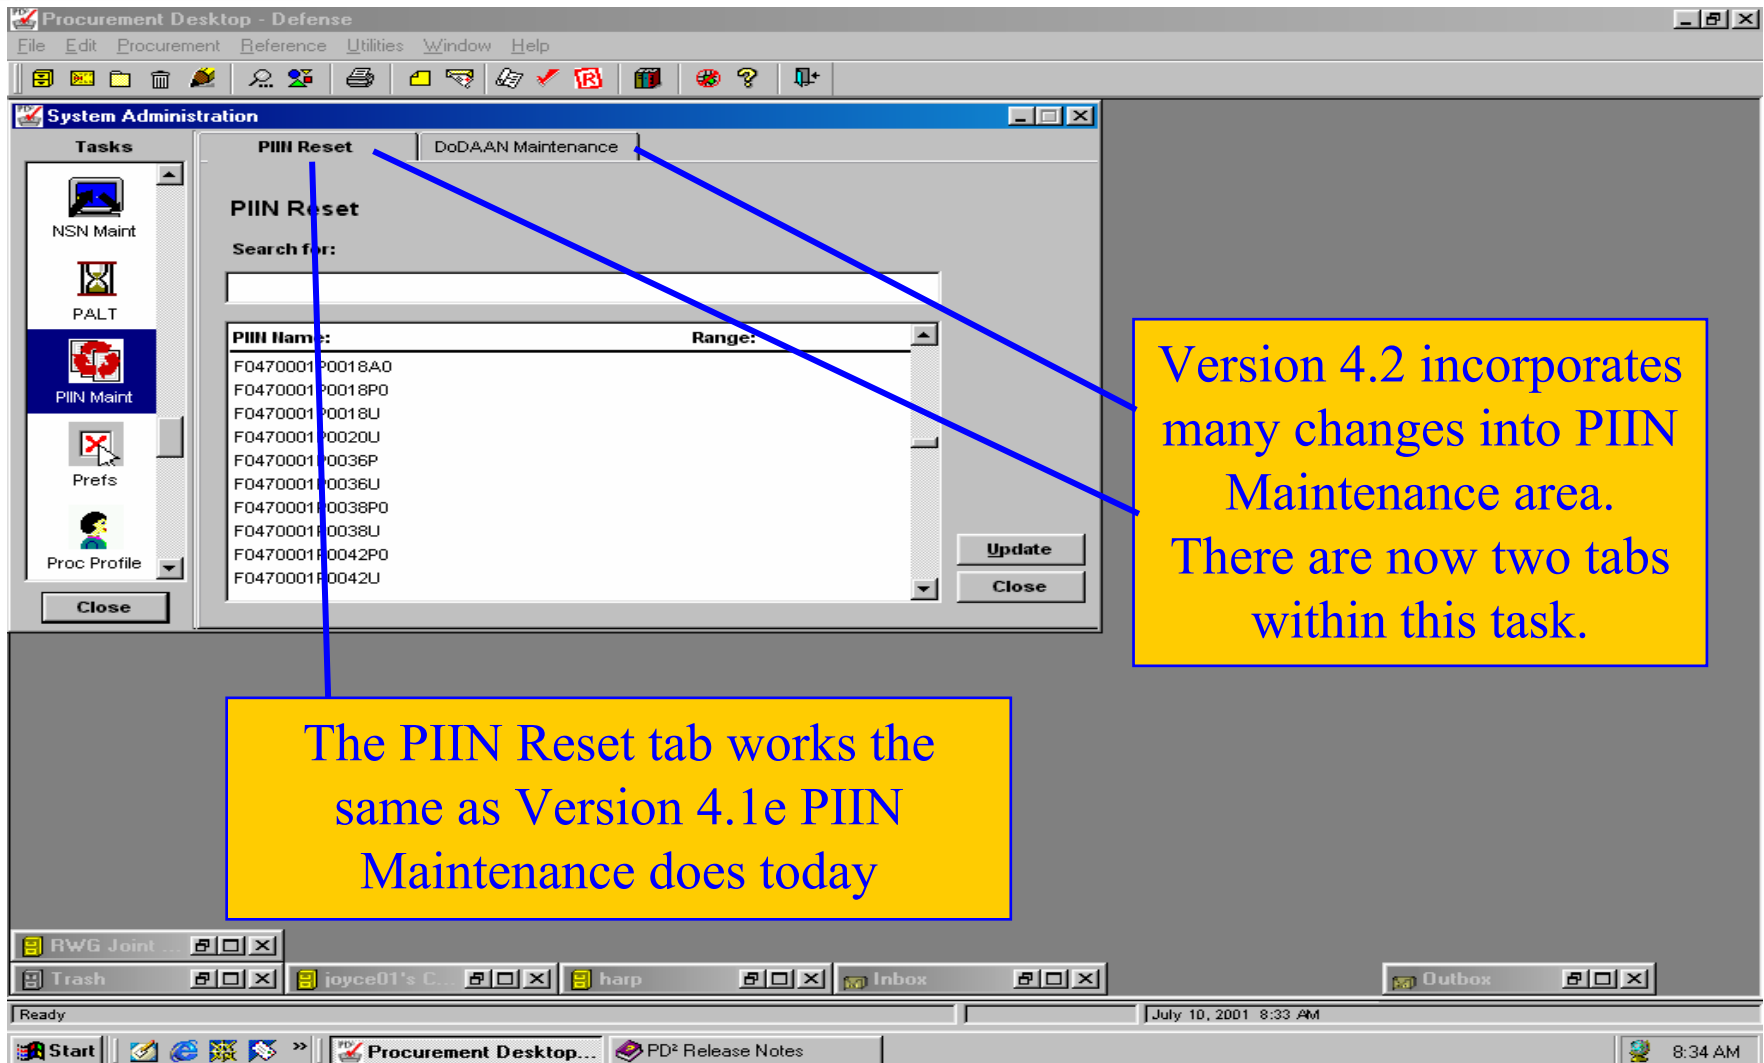 Procurement Desktop - Defense
File Edit Procurement Reference Utilities Window Help
System Administration
Tasks
NSN Maint
PALT
PIIN Maint
Prefs
Proc Profile
Close
PIIN Reset
DoDAAN Maintenance
PIIN Reset
Search for:
PIIN Name: Range:
F0470001P0018A0
F0470001P0018P0
F0470001P0018U
F0470001P0020U
F0470001P0036P
F0470001P0036U
F0470001P0038P0
F0470001P0038U
F0470001P0042P0
F0470001P0042U
Update
Close
Version 4.2 incorporates
many changes into PIIN
Maintenance area.
There are now two tabs
within this task.
The PIIN Reset tab works the
same as Version 4.1e PIIN
Maintenance does today
RWG Joint ...
Trash
joyce01's C...
harp
Inbox
Outbox
Ready
July 10, 2001 8:33 AM
Start
»
Procurement Desktop...
PD² Release Notes
8:34 AM